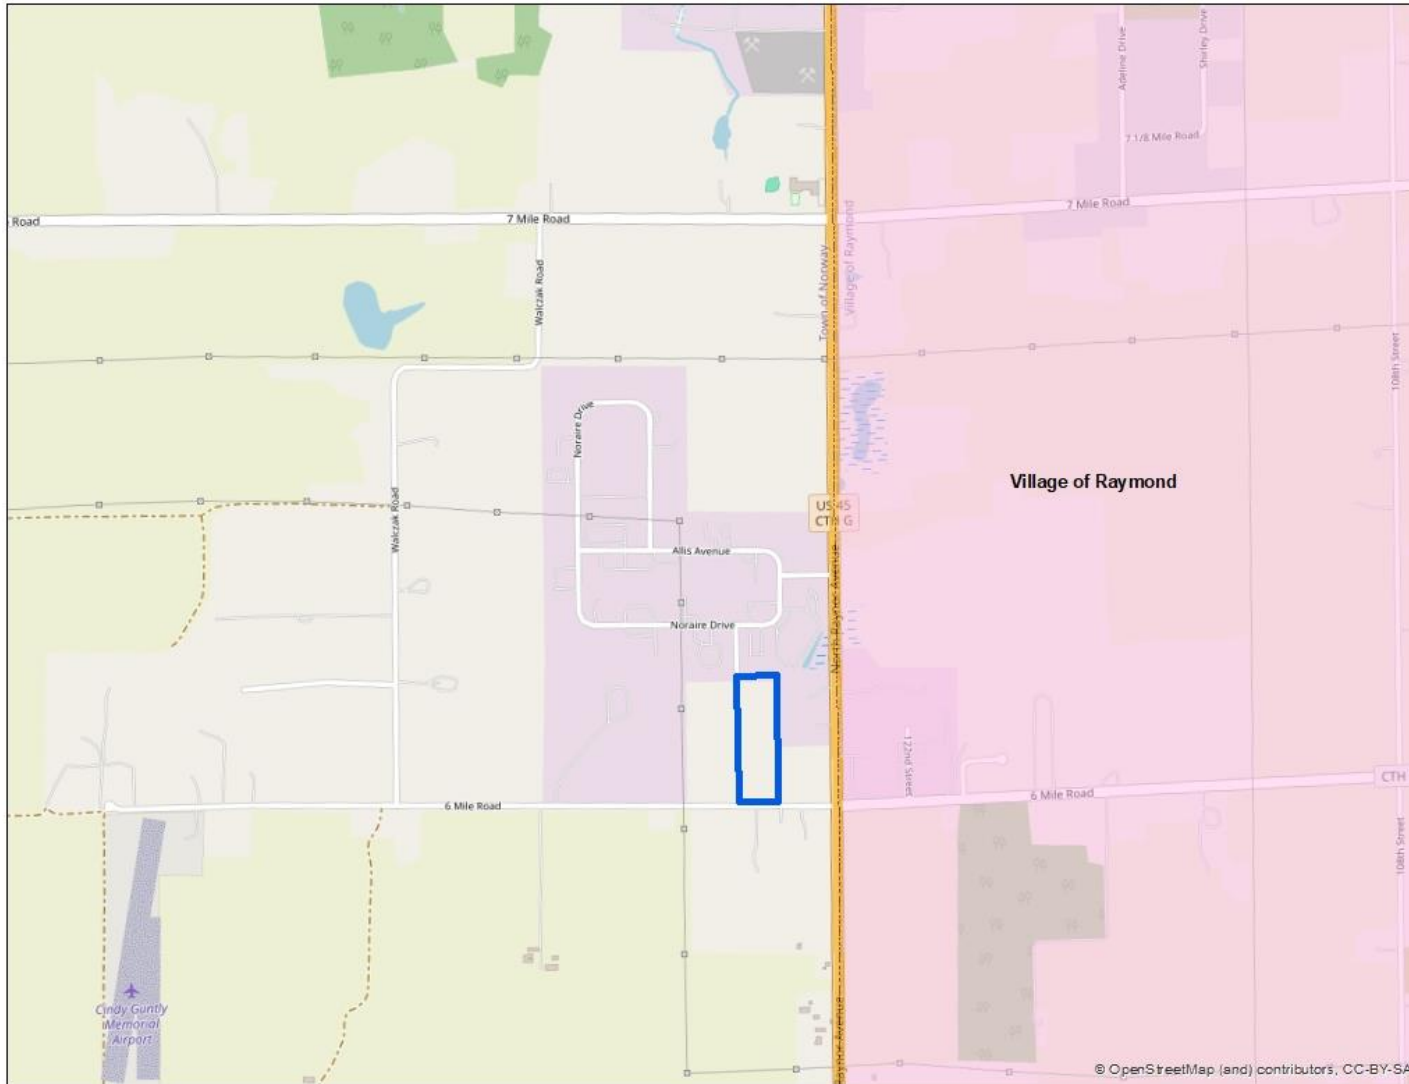 Adeline Drive
Shirley Drive
7 1/8 Mile Road
Road
7 Mile Road
7 Mile Road
Town of Norway
Village of Raymond
Walczak Road
108th Street
Noraire Drive
Village of Raymond
Walczak Road
US 45
CTH G
Allis Avenue
Noraire Drive
North Raynor Avenue
122nd Street
CTH
6 Mile Road
6 Mile Road
108th Street
Cindy Guntly
Memorial
Airport
Raynor Avenue
© OpenStreetMap (and) contributors, CC-BY-SA